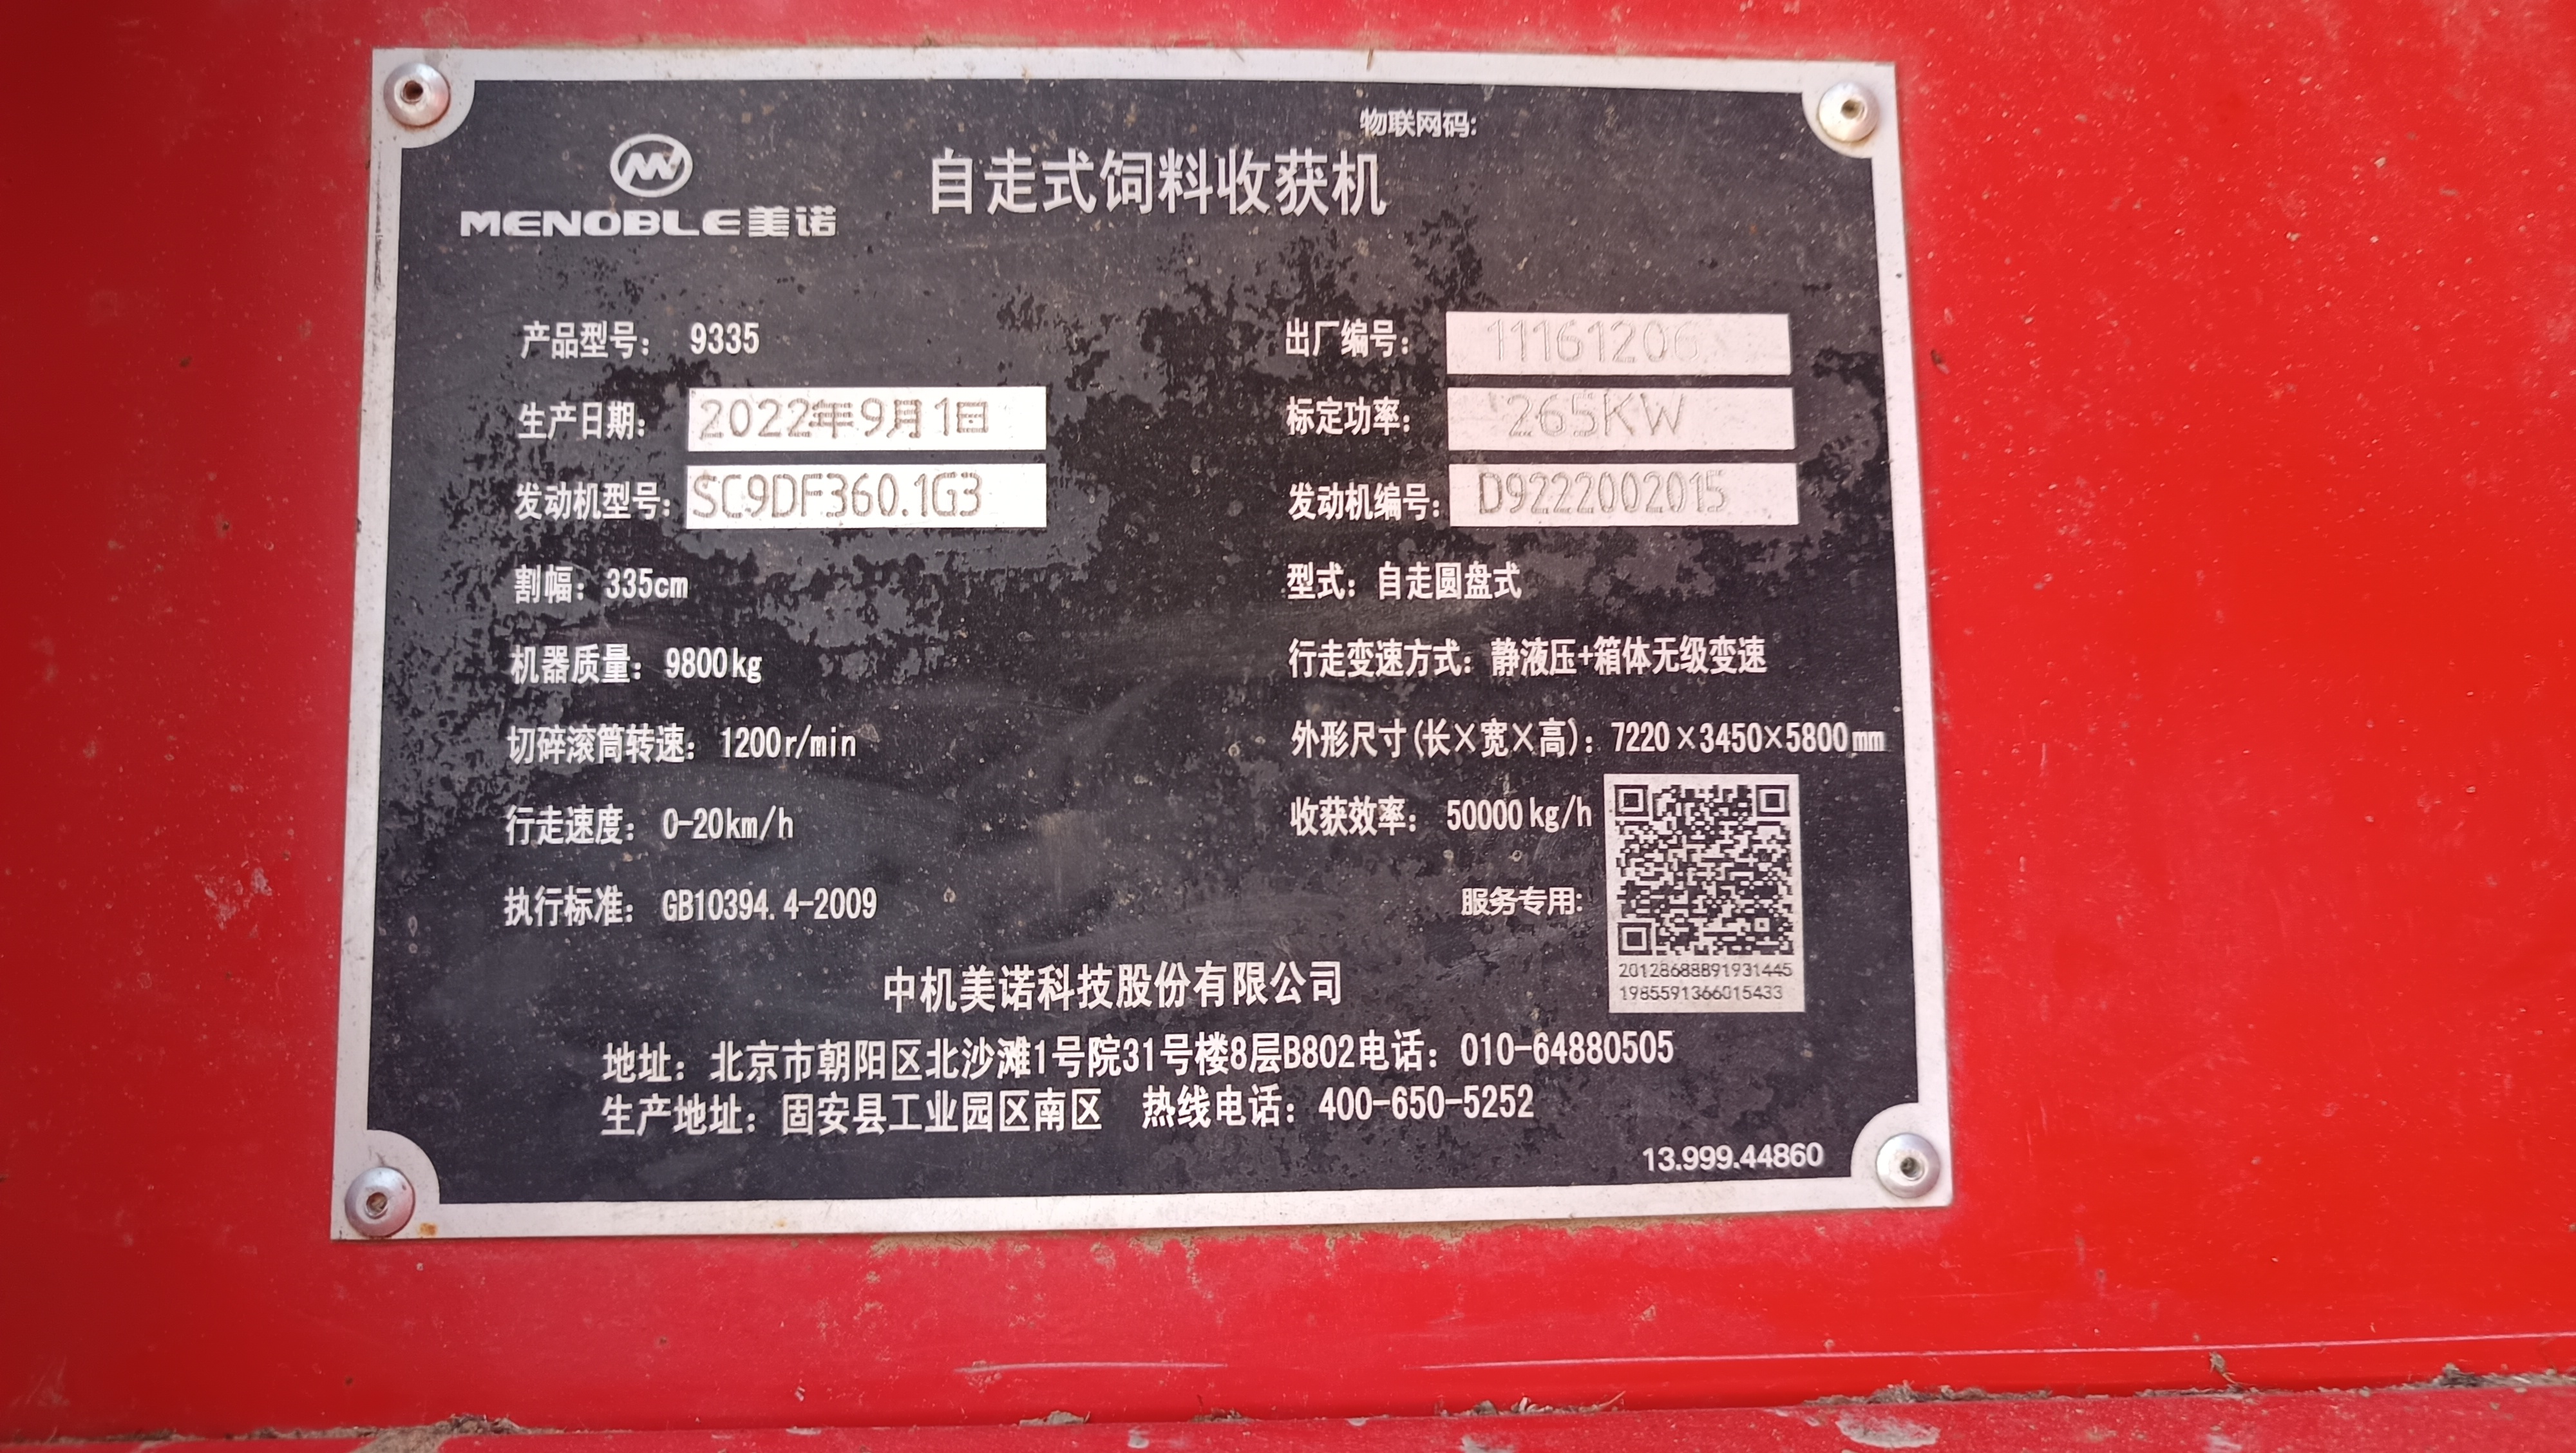 物联网码:
MENOBLE美诺
自走式饲料收获机
产品型号: 9335
出厂编号:
生产日期: 2022年9月1日
标定功率: 265KW
发动机型号: SC9DF360.1G3
发动机编号: D9222002015
割幅: 335cm
型式: 自走圆盘式
机器质量: 9800kg
行走变速方式: 静液压+箱体无级变速
切碎滚筒转速: 1200r/min
外形尺寸(长×宽×高): 7220×3450×5800mm
行走速度: 0-20km/h
收获效率: 50000kg/h
执行标准: GB10394.4-2009
服务专用:
20128688891931445
1985591366015433
中机美诺科技股份有限公司
地址: 北京市朝阳区北沙滩1号院31号楼8层B802电话: 010-64880505
生产地址: 固安县工业园区南区 热线电话: 400-650-5252
13.999.44860